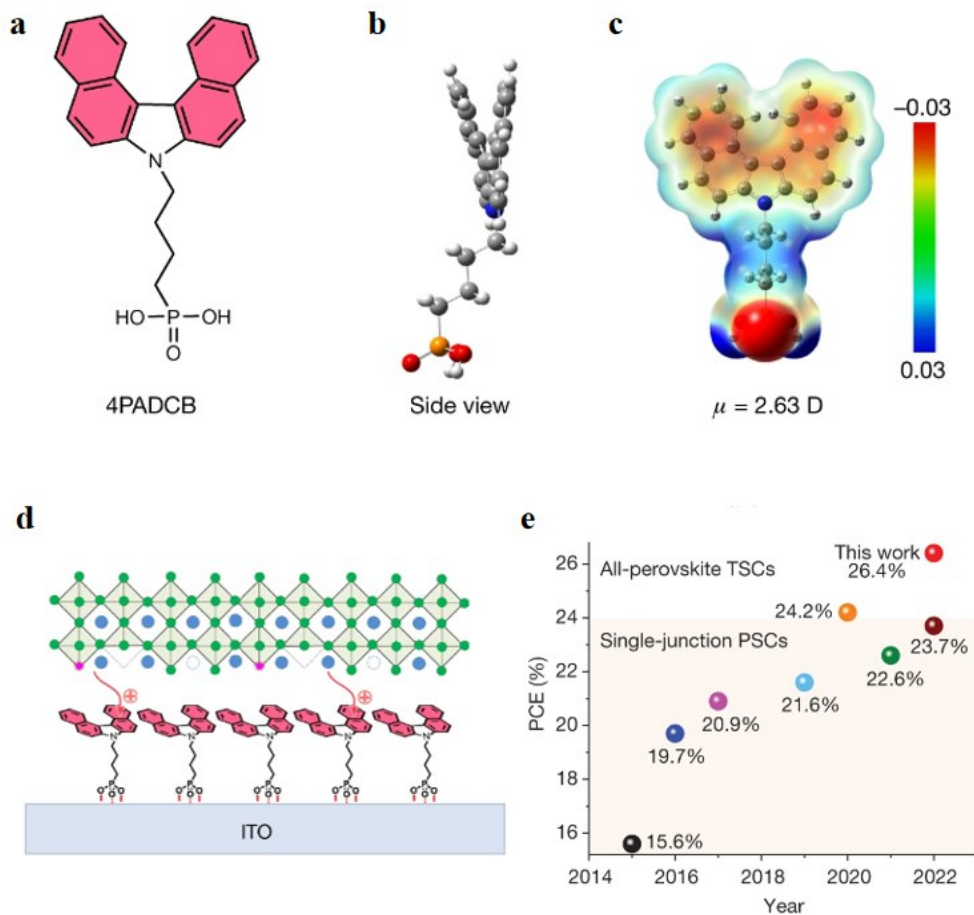 a
N
HO
P
OH
O
4PADCB
b
Side view
c
−0.03
0.03
μ = 2.63 D
d
ITO
e
PCE (%)
26
24
22
20
18
16
2014
2016
2018
2020
2022
Year
All-perovskite TSCs
Single-junction PSCs
This work
26.4%
24.2%
23.7%
22.6%
21.6%
20.9%
19.7%
15.6%